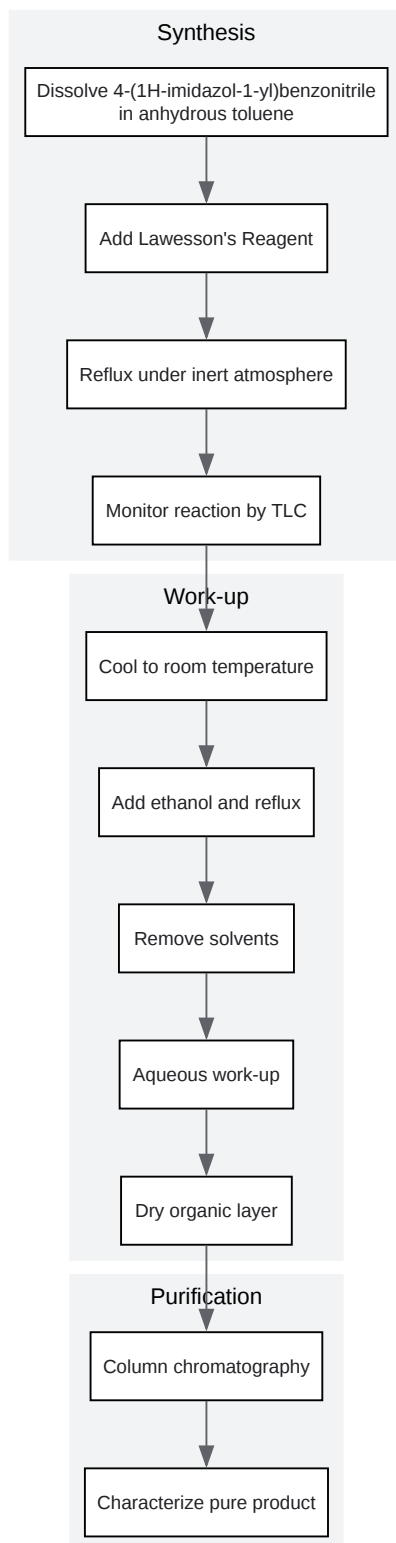 Synthesis
Dissolve 4-(1H-imidazol-1-yl)benzonitrile
in anhydrous toluene
Add Lawesson's Reagent
Reflux under inert atmosphere
Monitor reaction by TLC
Work-up
Cool to room temperature
Add ethanol and reflux
Remove solvents
Aqueous work-up
Dry organic layer
Purification
Column chromatography
Characterize pure product